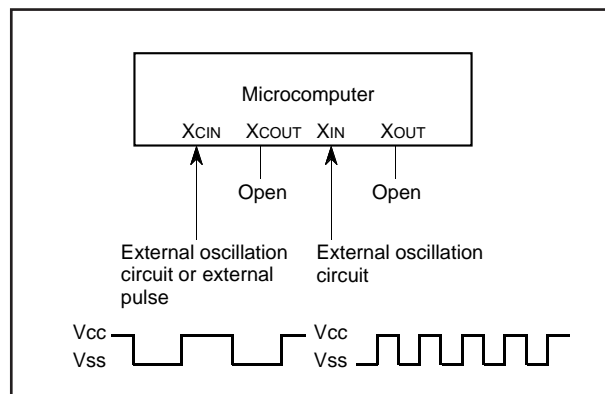 Microcomputer
XCIN XCOUT XIN XOUT
Open Open
External oscillation
circuit or external
pulse
External oscillation
circuit
Vcc Vcc
Vss Vss